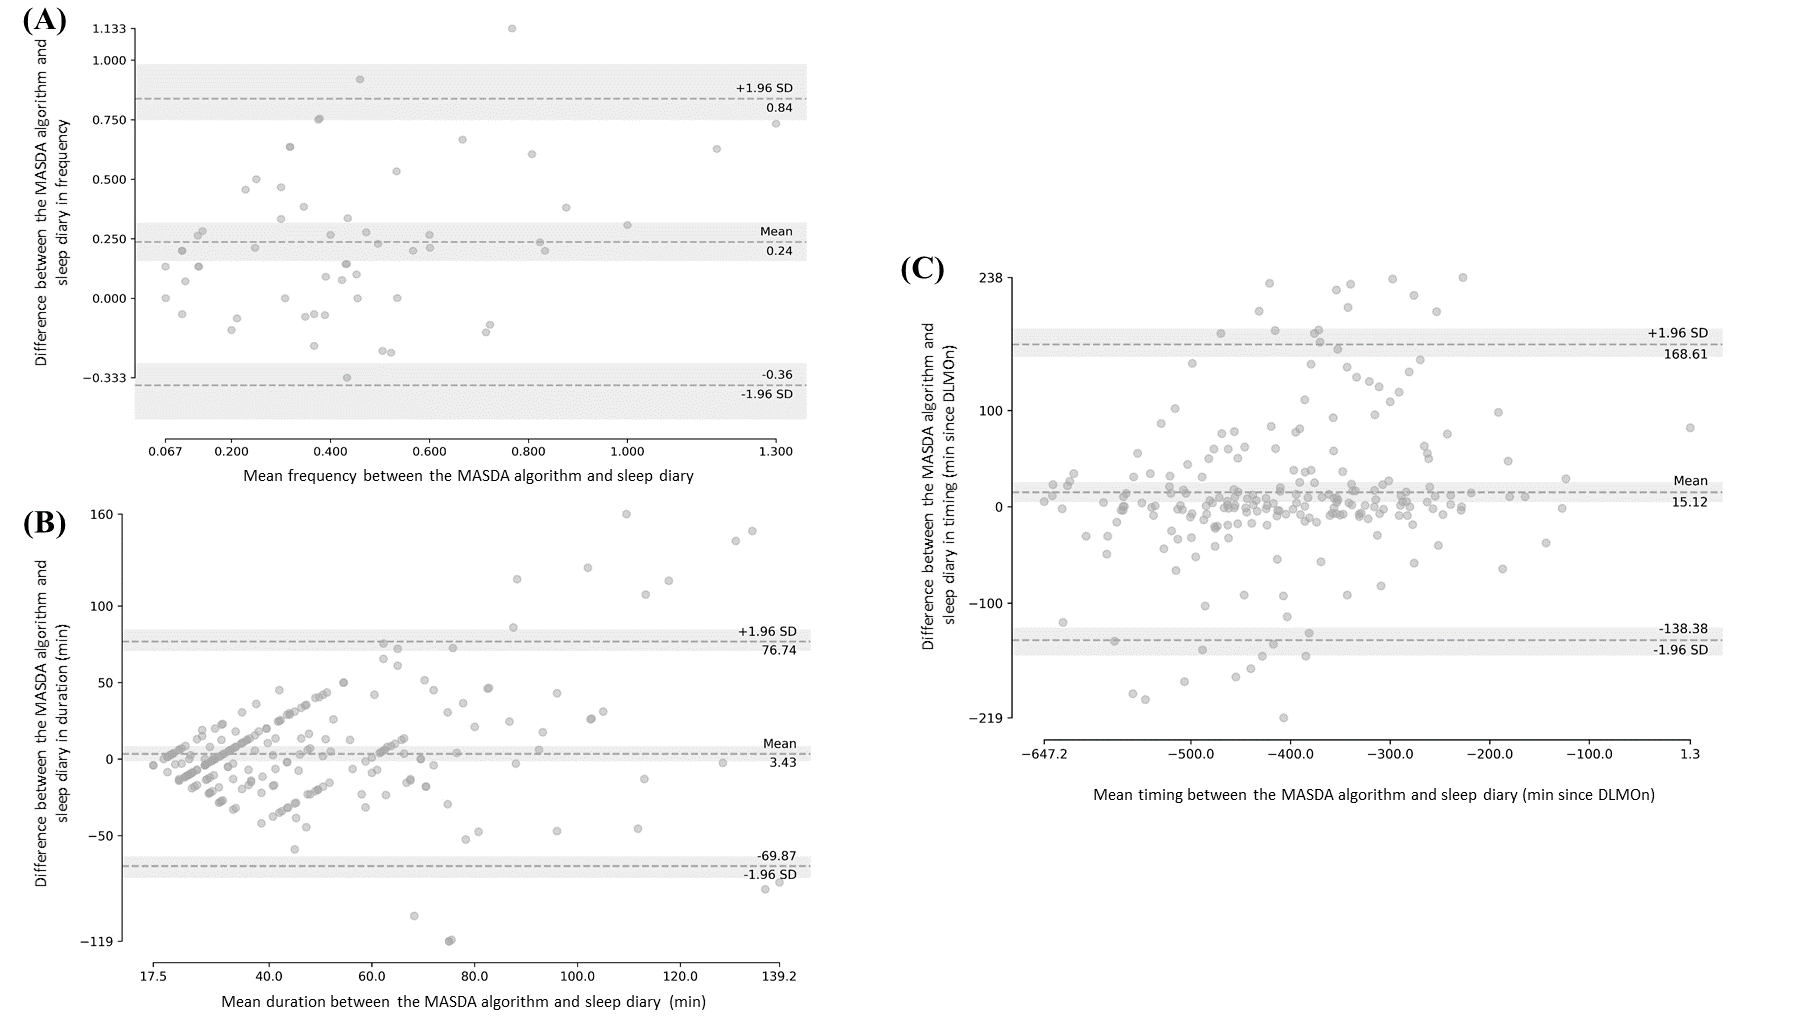 (A)
Difference between the MASDA algorithm and
sleep diary in frequency
1.133
1.000
0.750
0.500
0.250
0.000
−0.333
+1.96 SD
0.84
Mean
0.24
-0.36
-1.96 SD
0.067 0.200 0.400 0.600 0.800 1.000 1.300
Mean frequency between the MASDA algorithm and sleep diary
(B)
Difference between the MASDA algorithm and
sleep diary in duration (min)
160
100
50
0
−50
−119
+1.96 SD
76.74
Mean
3.43
-69.87
-1.96 SD
17.5 40.0 60.0 80.0 100.0 120.0 139.2
Mean duration between the MASDA algorithm and sleep diary (min)
(C)
Difference between the MASDA algorithm and
sleep diary in timing (min since DLMOn)
238
100
0
−100
−219
+1.96 SD
168.61
Mean
15.12
-138.38
-1.96 SD
−647.2 −500.0 −400.0 −300.0 −200.0 −100.0 1.3
Mean timing between the MASDA algorithm and sleep diary (min since DLMOn)